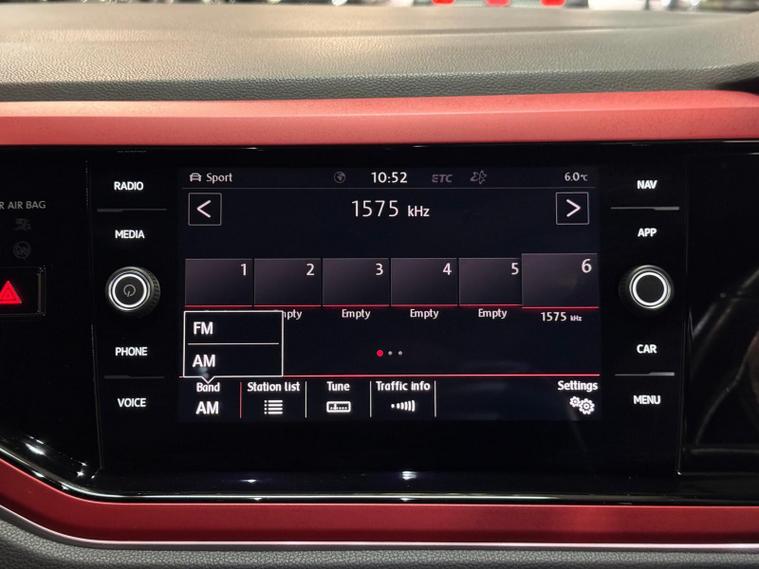 R AIR BAG
RADIO
MEDIA
PHONE
VOICE
Sport
10:52
ETC
6.0°C
1575 kHz
1
2
3
4
5
6
Empty
Empty
Empty
1575 kHz
FM
AM
Band
AM
Station list
Tune
Traffic info
Settings
NAV
APP
CAR
MENU